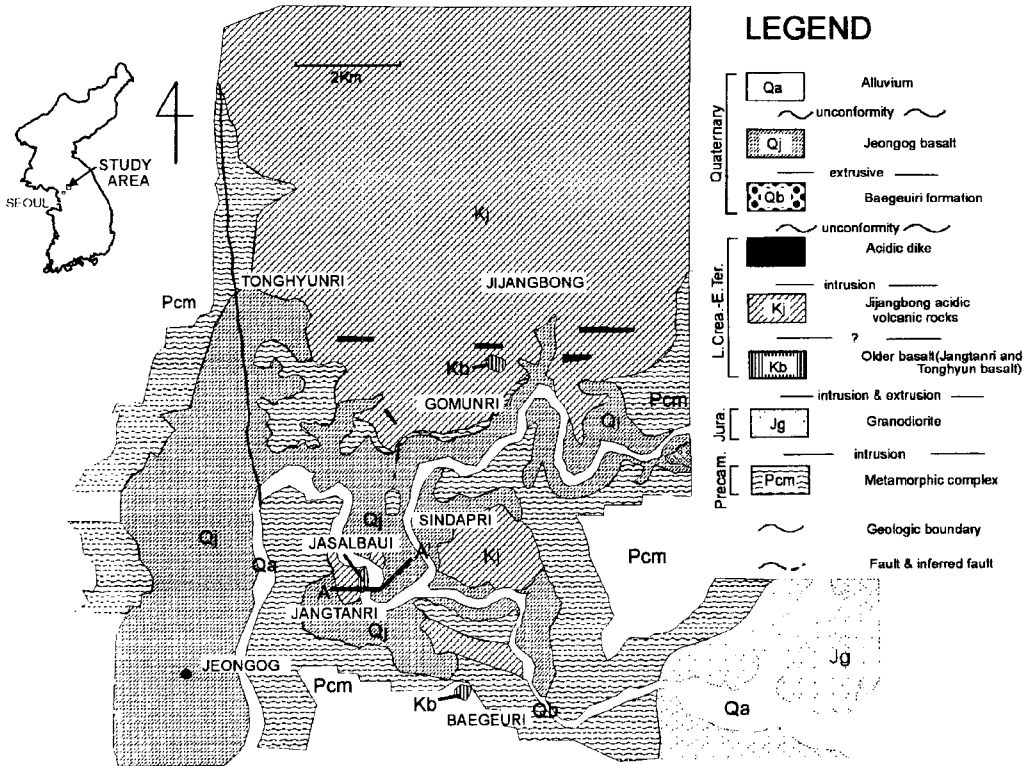 LEGEND
Quaternary
Qa Alluvium
unconformity
Qj Jeongog basalt
extrusive
Qb Baegeuiri formation
unconformity
L.Crea.-E.Ter.
Acidic dike
intrusion
Kj Jijangbong acidic
volcanic rocks
?
Kb Older basalt(Jangtanri and
Tonghyun basalt)
intrusion & extrusion
Jura.
Jg Granodiorite
intrusion
Precam.
Pcm Metamorphic complex
Geologic boundary
Fault & inferred fault
2Km
4
STUDY
AREA
SEOUL
Kj
TONGHYUNRI
JIJANGBONG
Pcm
Kb
GOMUNRI
Pcm
Qj
SINDAPRI
Qj
Qj
JASALBAUI
Qa
A'
Kj
Pcm
A
JANGTANRI
Qj
JEONGOG
Pcm
Jg
Kb
BAEGEURI
Qb
Qa